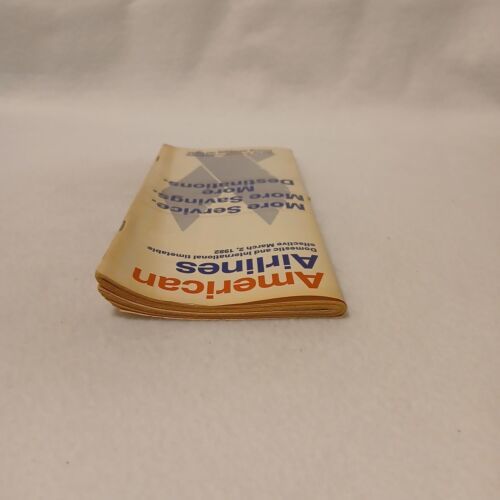 American
Airlines
Domestic and international timetable
effective March 2, 1982
More Service.
More Savings.
More
Destinations.